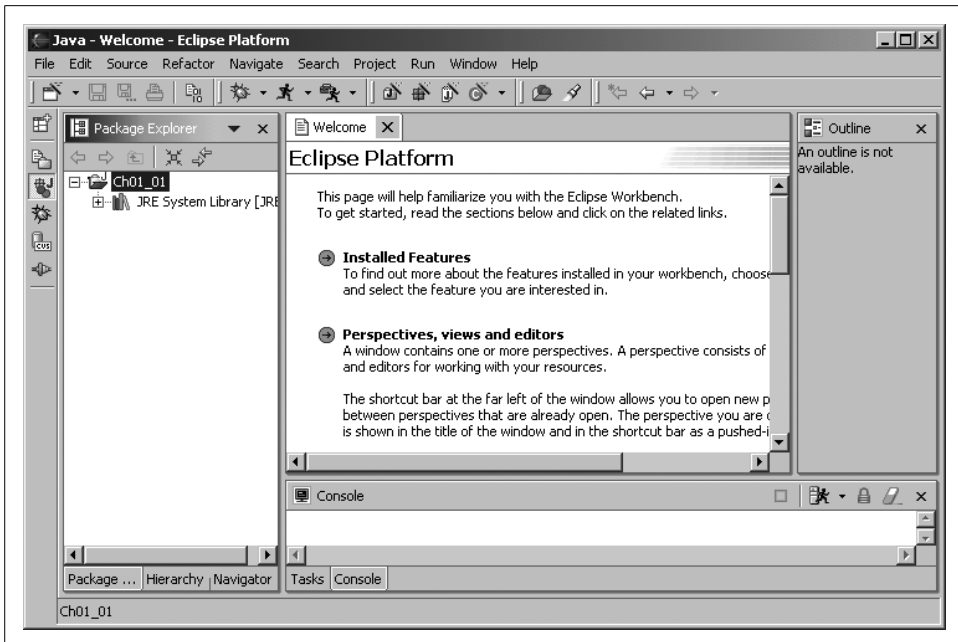 Java - Welcome - Eclipse Platform
File Edit Source Refactor Navigate Search Project Run Window Help
Package Explorer
Ch01_01
JRE System Library [JRE
Welcome
Eclipse Platform
This page will help familiarize you with the Eclipse Workbench.
To get started, read the sections below and click on the related links.
Installed Features
To find out more about the features installed in your workbench, choose
and select the feature you are interested in.
Perspectives, views and editors
A window contains one or more perspectives. A perspective consists of
and editors for working with your resources.
The shortcut bar at the far left of the window allows you to open new p
between perspectives that are already open. The perspective you are
is shown in the title of the window and in the shortcut bar as a pushed-i
Outline
An outline is not
available.
Console
Package ... Hierarchy Navigator
Tasks Console
Ch01_01